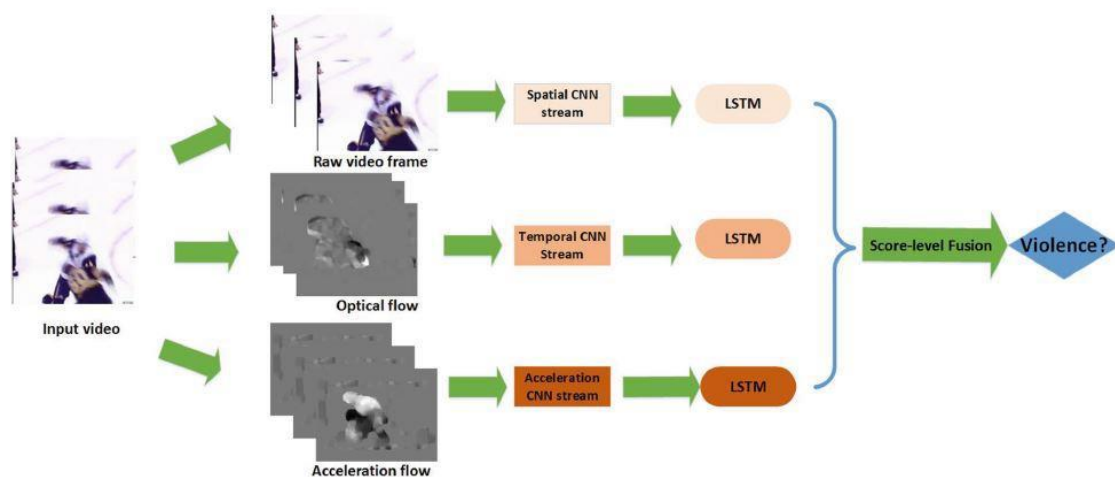 Input video
Raw video frame
Spatial CNN
stream
LSTM
Optical flow
Temporal CNN
Stream
LSTM
Acceleration flow
Acceleration
CNN stream
LSTM
Score-level Fusion
Violence?